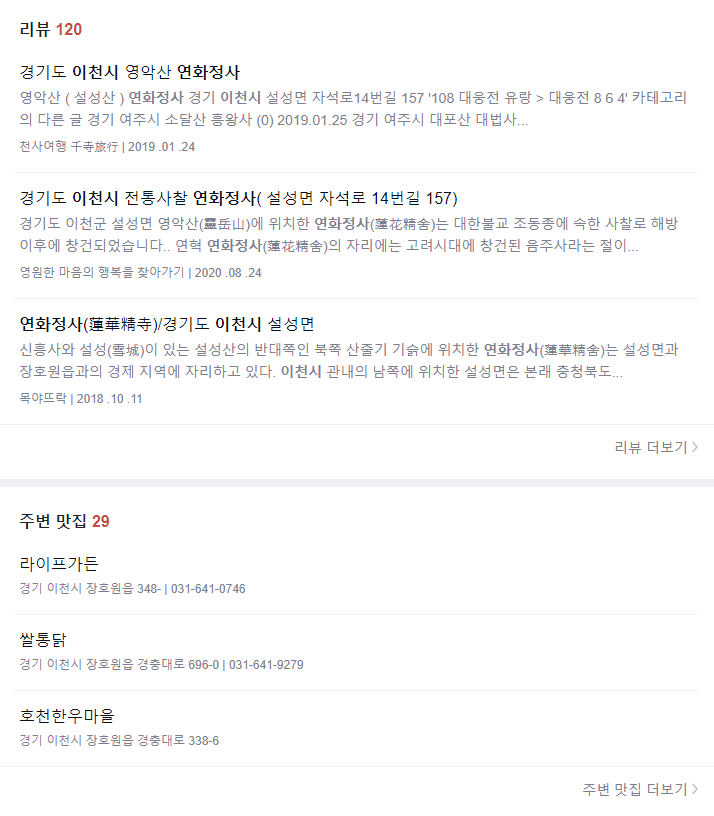 리뷰 120
경기도 이천시 영악산 연화정사
영악산 ( 설성산 ) 연화정사 경기 이천시 설성면 자석로14번길 157 '108 대웅전 유랑 > 대웅전 8 6 4' 카테고리
의 다른 글 경기 여주시 소달산 흥왕사 (0) 2019.01.25 경기 여주시 대포산 대법사...
천사여행 千寺旅行 | 2019 .01 .24
경기도 이천시 전통사찰 연화정사( 설성면 자석로 14번길 157)
경기도 이천군 설성면 영악산(靈岳山)에 위치한 연화정사(蓮花精舍)는 대한불교 조동종에 속한 사찰로 해방
이후에 창건되었습니다.. 연혁 연화정사(蓮花精舍)의 자리에는 고려시대에 창건된 음주사라는 절이...
영원한 마음의 행복을 찾아가기 | 2020 .08 .24
연화정사(蓮華精寺)/경기도 이천시 설성면
신흥사와 설성(雪城)이 있는 설성산의 반대쪽인 북쪽 산줄기 기슭에 위치한 연화정사(蓮華精舍)는 설성면과
장호원읍과의 경제 지역에 자리하고 있다. 이천시 관내의 남쪽에 위치한 설성면은 본래 충청북도...
목야뜨락 | 2018 .10 .11
리뷰 더보기 >
주변 맛집 29
라이프가든
경기 이천시 장호원읍 348- | 031-641-0746
쌀통닭
경기 이천시 장호원읍 경충대로 696-0 | 031-641-9279
호천한우마을
경기 이천시 장호원읍 경충대로 338-6
주변 맛집 더보기 >